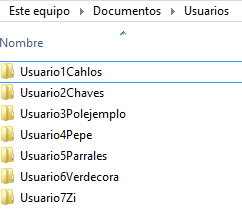 Este equipo Documentos Usuarios
Nombre
Usuario1Cahlos
Usuario2Chaves
Usuario3Polejemplo
Usuario4Pepe
Usuario5Parrales
Usuario6Verdecora
Usuario7Zi